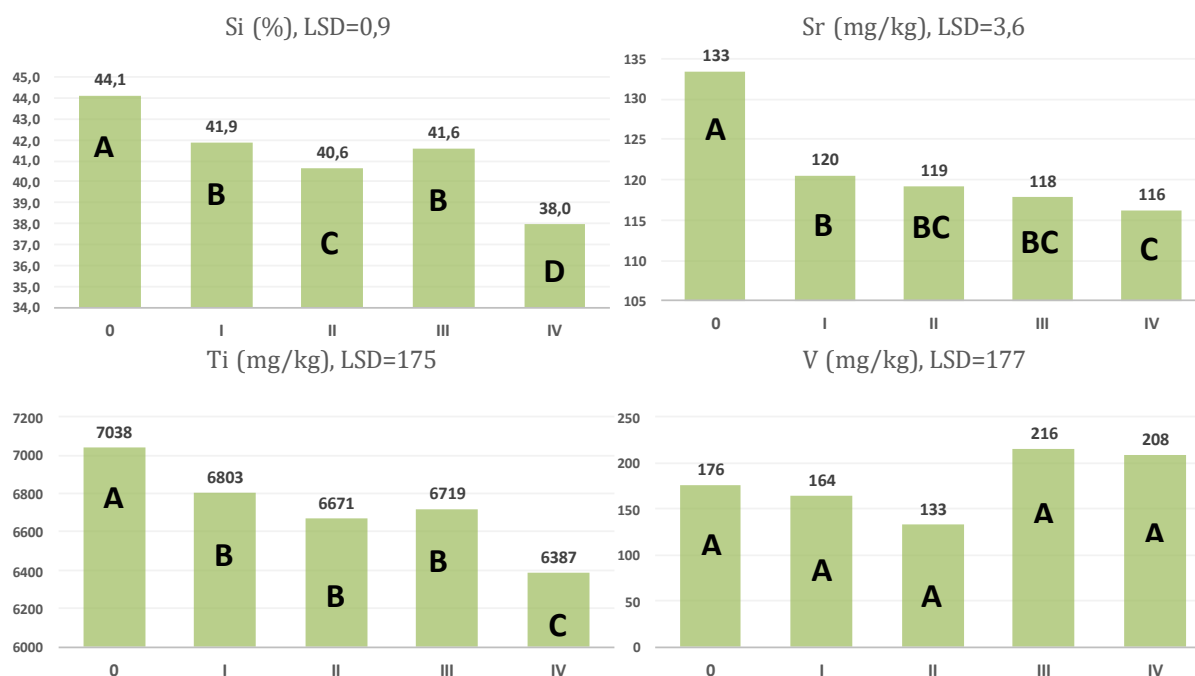 Si (%), LSD=0,9
45,0
44,0
43,0
42,0
41,0
40,0
39,0
38,0
37,0
36,0
35,0
34,0
44,1
41,9
40,6
41,6
38,0
A
B
C
B
D
0 I II III IV
Sr (mg/kg), LSD=3,6
135
133
125
120
115
110
105
133
120
119
118
116
A
B
BC
BC
C
0 I II III IV
Ti (mg/kg), LSD=175
7200
7000
6800
6600
6400
6200
6000
7038
6803
6671
6719
6387
A
B
B
B
C
0 I II III IV
V (mg/kg), LSD=177
250
200
150
100
50
0
176
164
133
216
208
A
A
A
A
A
0 I II III IV